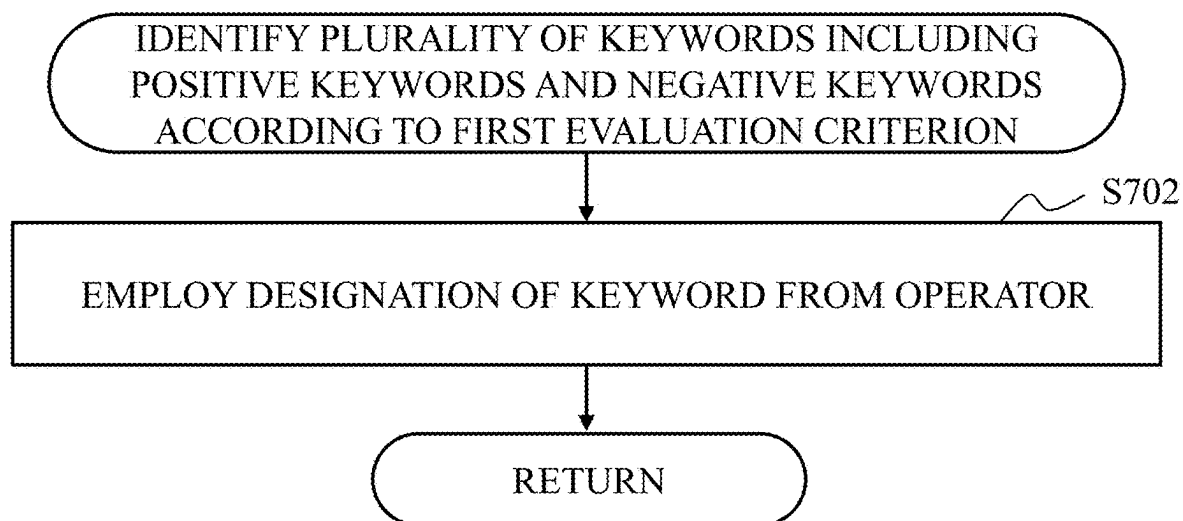 IDENTIFY PLURALITY OF KEYWORDS INCLUDING
POSITIVE KEYWORDS AND NEGATIVE KEYWORDS
ACCORDING TO FIRST EVALUATION CRITERION
S702
EMPLOY DESIGNATION OF KEYWORD FROM OPERATOR
RETURN